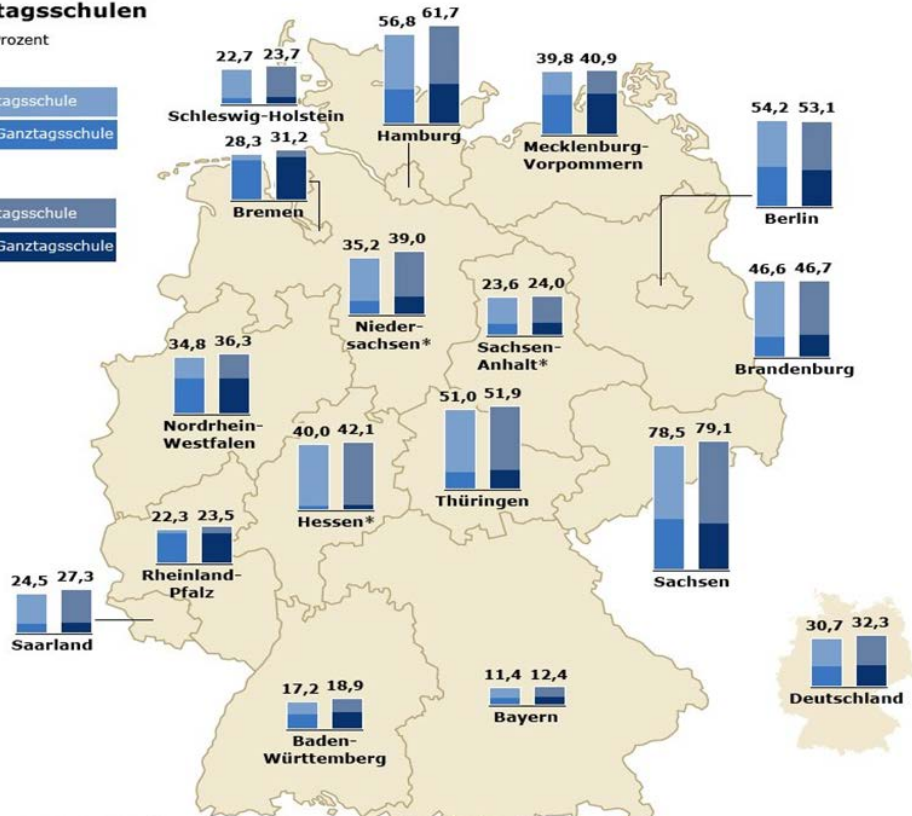 tagsschulen
rozent
tagsschule
Ganztagsschule
tagsschule
Ganztagsschule
22,7 23,7
Schleswig-Holstein
56,8 61,7
Hamburg
39,8 40,9
Mecklenburg-
Vorpommern
54,2 53,1
Berlin
28,3 31,2
Bremen
35,2 39,0
Nieder-
sachsen*
23,6 24,0
Sachsen-
Anhalt*
46,6 46,7
Brandenburg
34,8 36,3
Nordrhein-
Westfalen
40,0 42,1
Hessen*
51,0 51,9
Thüringen
78,5 79,1
Sachsen
22,3 23,5
Rheinland-
Pfalz
24,5 27,3
Saarland
30,7 32,3
Deutschland
17,2 18,9
Baden-
Württemberg
11,4 12,4
Bayern